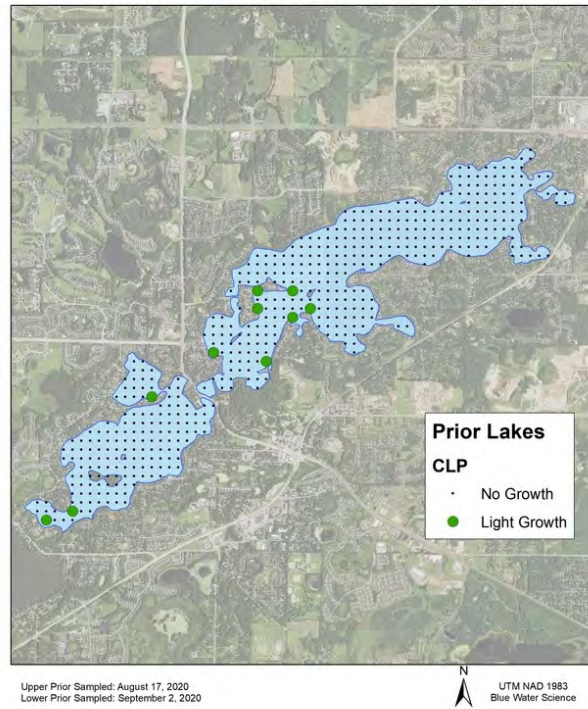 Prior Lakes
CLP
No Growth
Light Growth
Upper Prior Sampled: August 17, 2020
Lower Prior Sampled: September 2, 2020
N
UTM NAD 1983
Blue Water Science